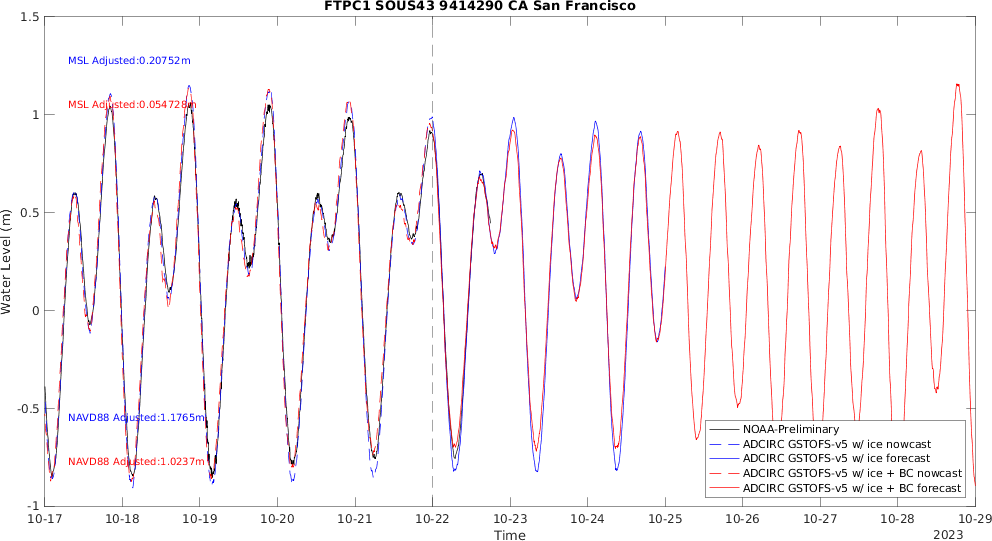 FTPC1 SOUS43 9414290 CA San Francisco
1.5
MSL Adjusted:0.20752m
MSL Adjusted:0.054728m
1
0.5
Water Level (m)
0
-0.5
NAVD88 Adjusted:1.1765m
NAVD88 Adjusted:1.0237m
-1
NOAA-Preliminary
ADCIRC GSTOFS-v5 w/ ice nowcast
ADCIRC GSTOFS-v5 w/ ice forecast
ADCIRC GSTOFS-v5 w/ ice + BC nowcast
ADCIRC GSTOFS-v5 w/ ice + BC forecast
10-17 10-18 10-19 10-20 10-21 10-22 10-23 10-24 10-25 10-26 10-27 10-28 10-29
Time
2023